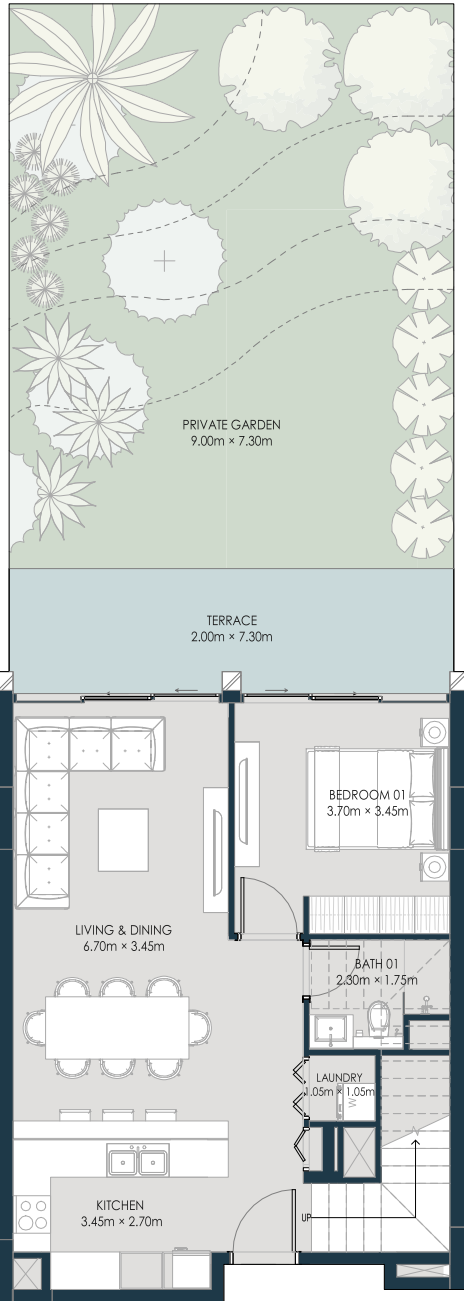 PRIVATE GARDEN
9.00m × 7.30m
TERRACE
2.00m × 7.30m
BEDROOM 01
3.70m × 3.45m
LIVING & DINING
6.70m × 3.45m
BATH 01
2.30m × 1.75m
LAUNDRY
1.05m × 1.05m
W
KITCHEN
3.45m × 2.70m
UP